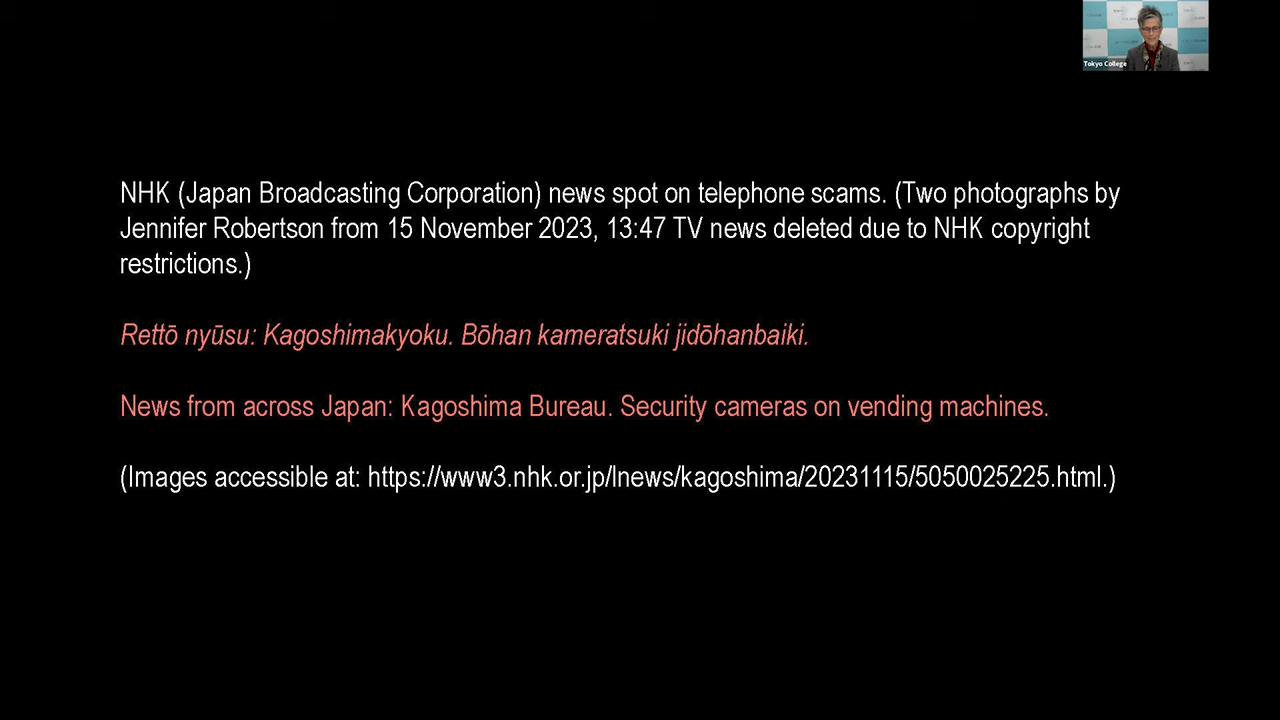 Tokyo College
NHK (Japan Broadcasting Corporation) news spot on telephone scams. (Two photographs by
Jennifer Robertson from 15 November 2023, 13:47 TV news deleted due to NHK copyright
restrictions.)
Rettō nyūsu: Kagoshimakyoku. Bōhan kameratsuki jidōhanbaiki.
News from across Japan: Kagoshima Bureau. Security cameras on vending machines.
(Images accessible at: https://www3.nhk.or.jp/lnews/kagoshima/20231115/5050025225.html.)